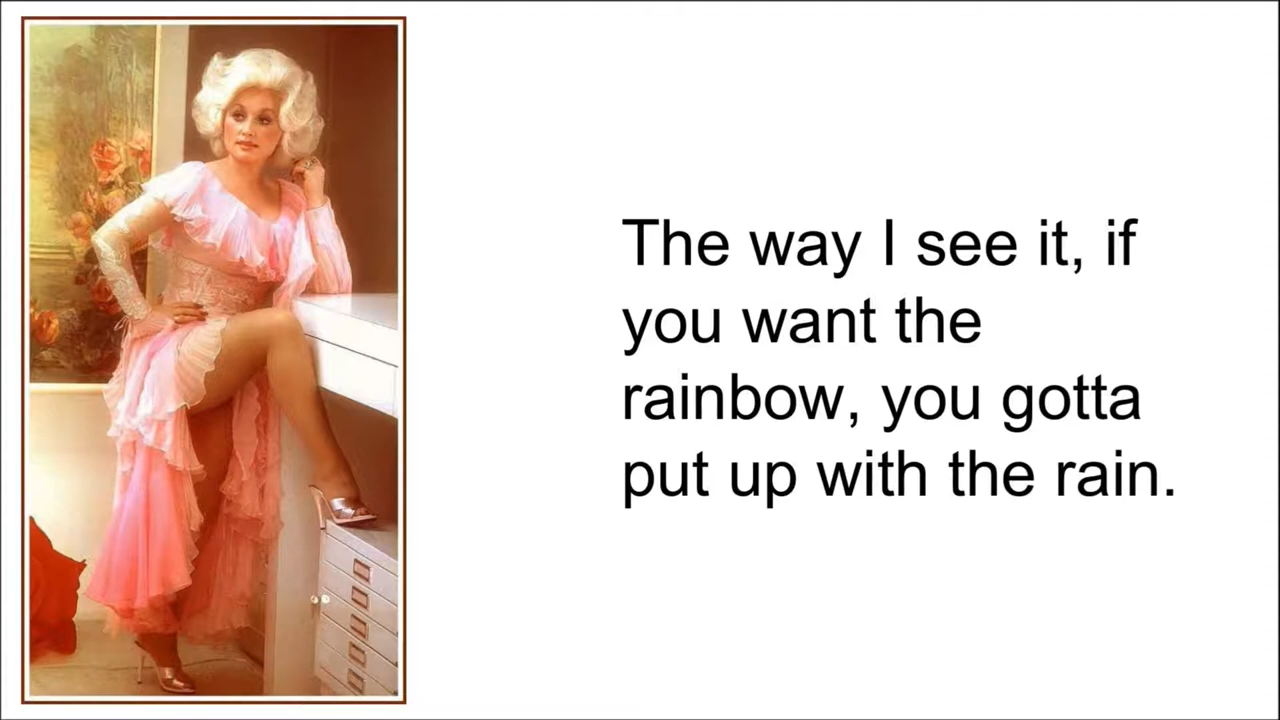 The way I see it, if
you want the
rainbow, you gotta
put up with the rain.